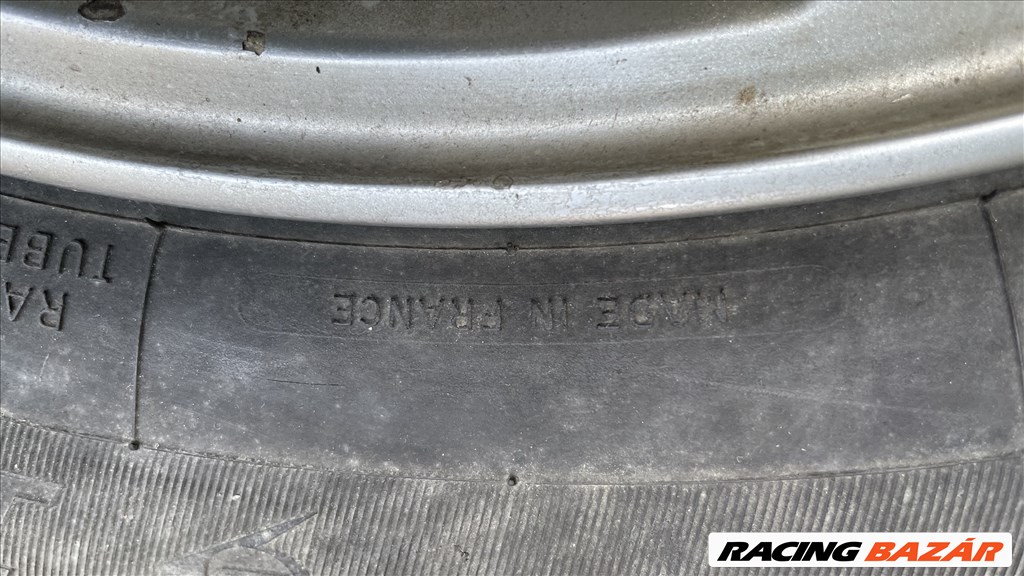 MADE IN FRANCE
RA
TUBE
RACING BAZÁR